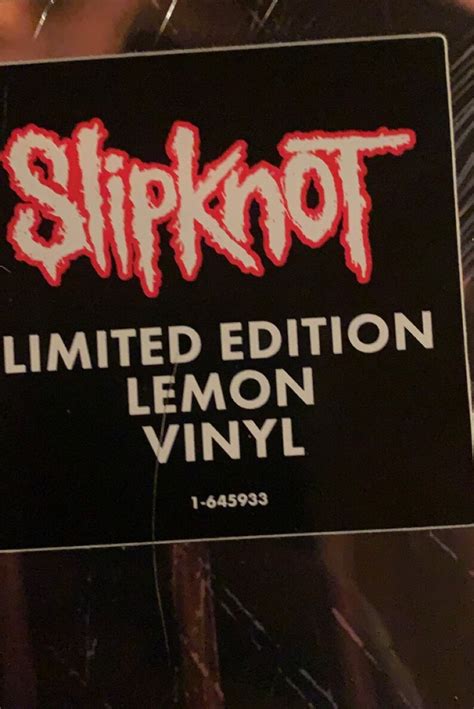 SLIPKNOT
LIMITED EDITION
LEMON
VINYL
1-645933